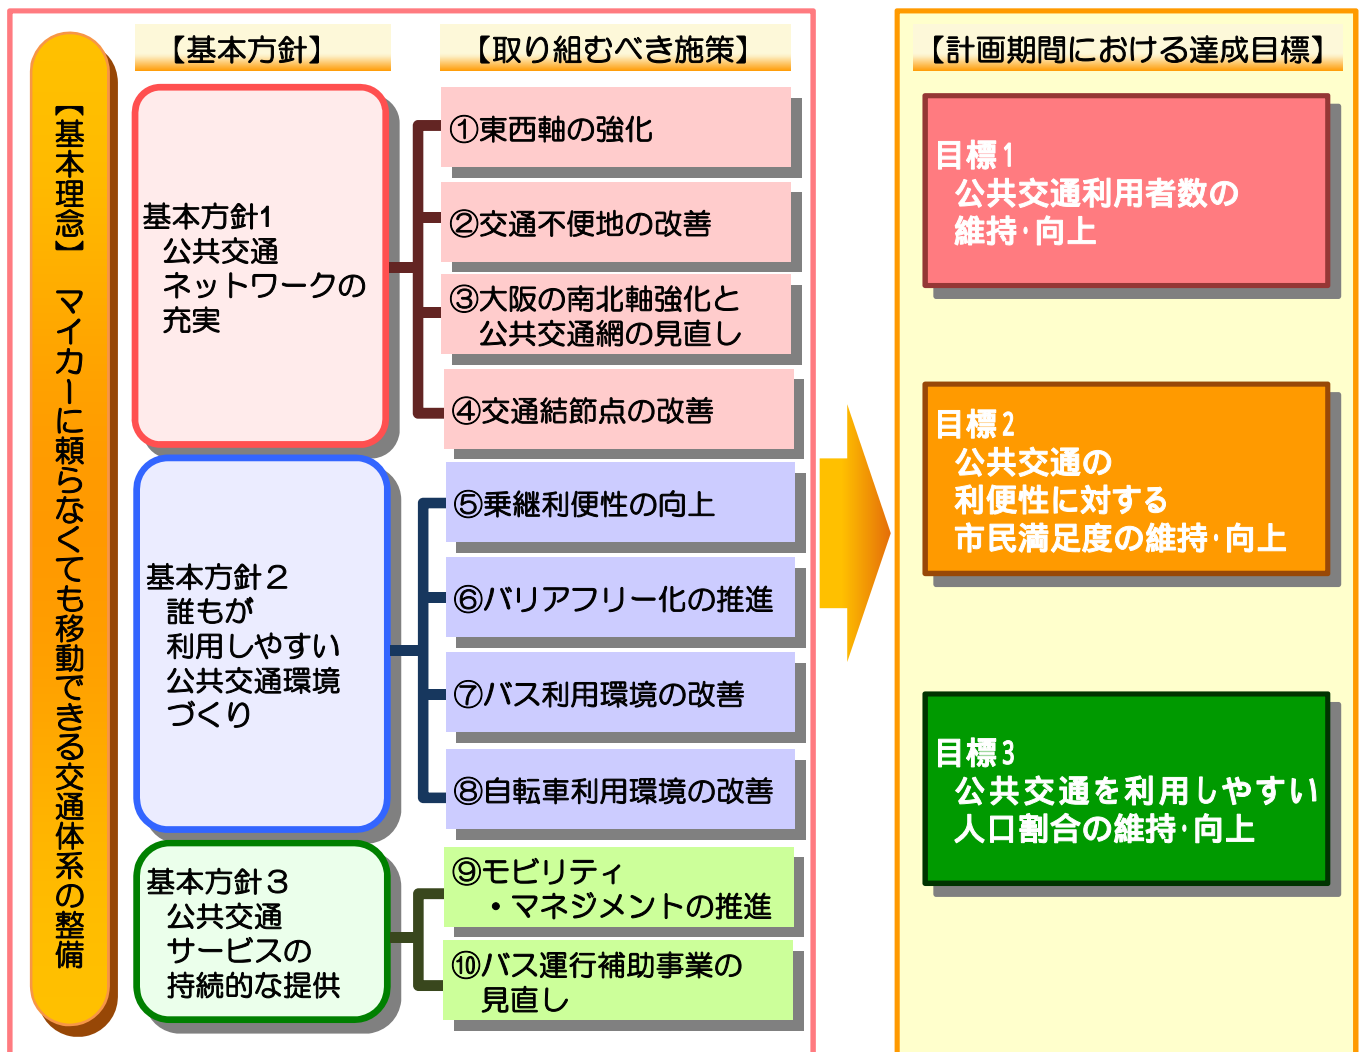 【基本理念】 マイカーに頼らなくても移動できる交通体系の整備
【基本方針】
基本方針1
公共交通
ネットワークの
充実
基本方針２
誰もが
利用しやすい
公共交通環境
づくり
基本方針３
公共交通
サービスの
持続的な提供
【取り組むべき施策】
①東西軸の強化
②交通不便地の改善
③大阪の南北軸強化と
公共交通網の見直し
④交通結節点の改善
⑤乗継利便性の向上
⑥バリアフリー化の推進
⑦バス利用環境の改善
⑧自転車利用環境の改善
⑨モビリティ
・マネジメントの推進
⑩バス運行補助事業の
見直し
【計画期間における達成目標】
目標1
公共交通利用者数の
維持・向上
目標2
公共交通の
利便性に対する
市民満足度の維持・向上
目標3
公共交通を利用しやすい
人口割合の維持・向上